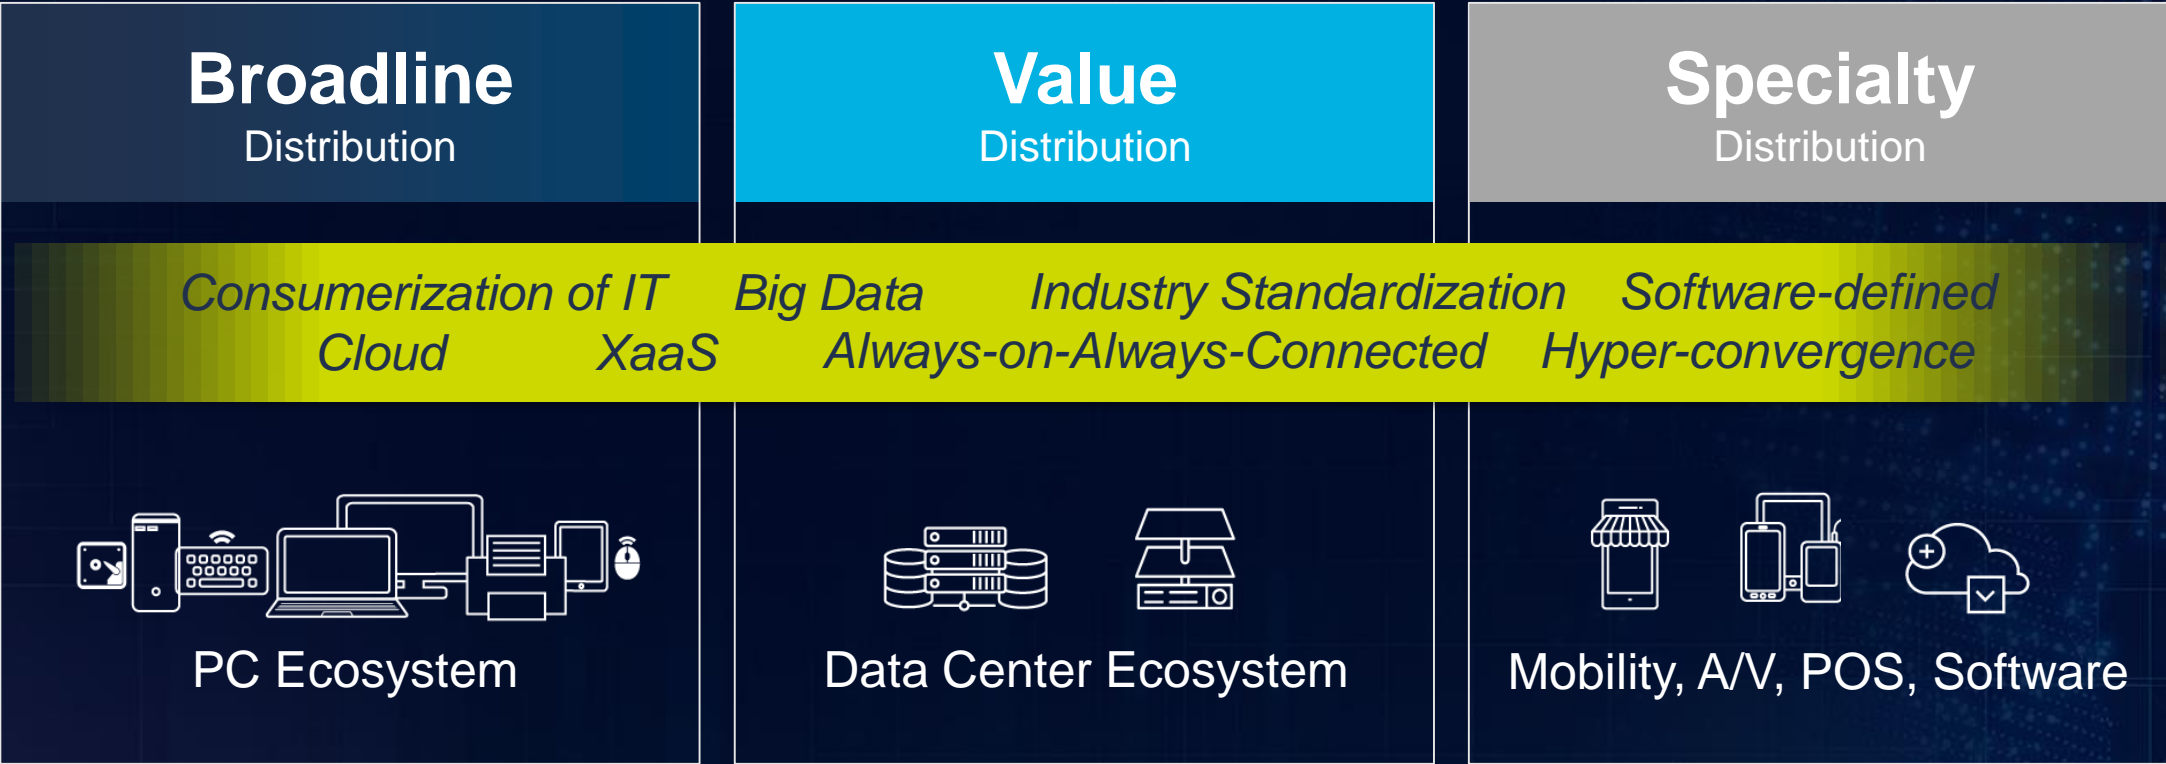 Broadline
Distribution
Value
Distribution
Specialty
Distribution
Consumerization of IT Big Data Industry Standardization Software-defined
Cloud XaaS Always-on-Always-Connected Hyper-convergence
PC Ecosystem
Data Center Ecosystem
Mobility, A/V, POS, Software